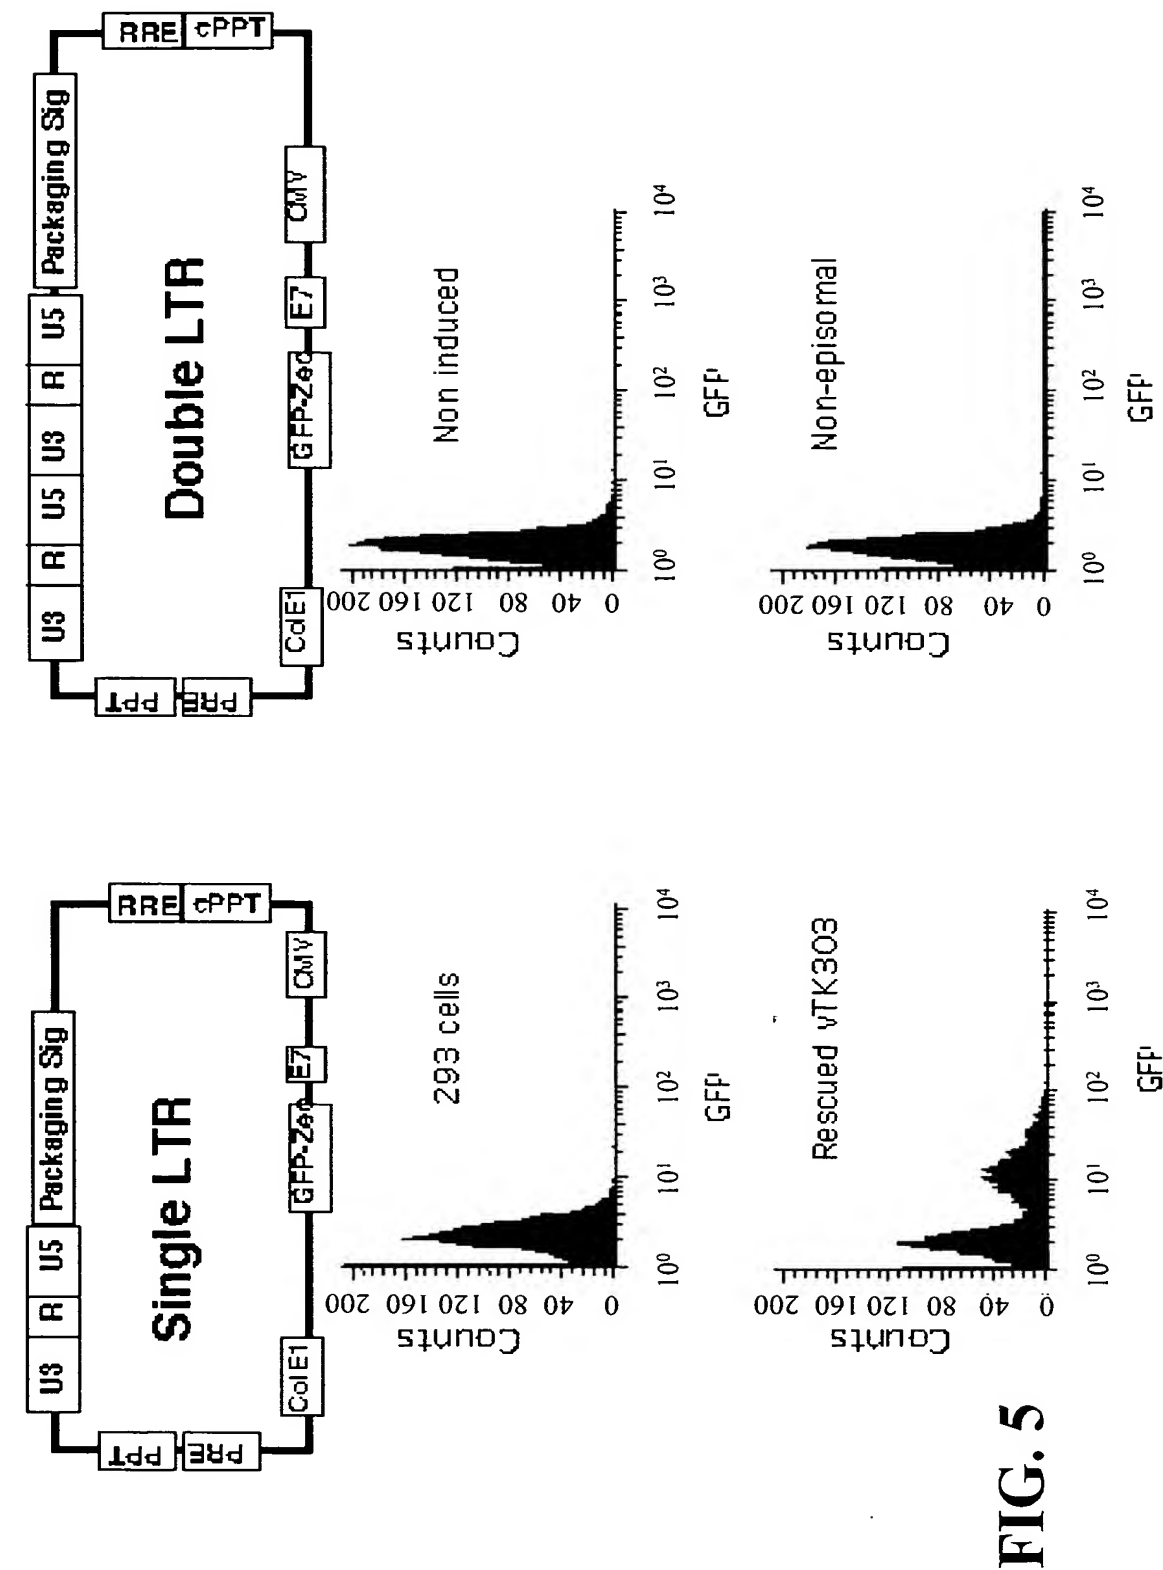 U3 R U5 Packaging Sig
PPT
PRE
Single LTR
RRE cPPT
ColE1 GFP-Zeo E7 CMV
U3 R U5 U3 R U5 Packaging Sig
PPT
PRE
Double LTR
RRE cPPT
ColE1 GFP-Zeo E7 CMV
293 cells
Counts
0 40 80 120 160 200
10⁰ 10¹ 10² 10³ 10⁴
GFP
Non induced
Counts
0 40 80 120 160 200
10⁰ 10¹ 10² 10³ 10⁴
GFP
Rescued vTK303
Counts
0 40 80 120 160 200
10⁰ 10¹ 10² 10³ 10⁴
GFP
Non-episomal
Counts
0 40 80 120 160 200
10⁰ 10¹ 10² 10³ 10⁴
GFP
FIG. 5